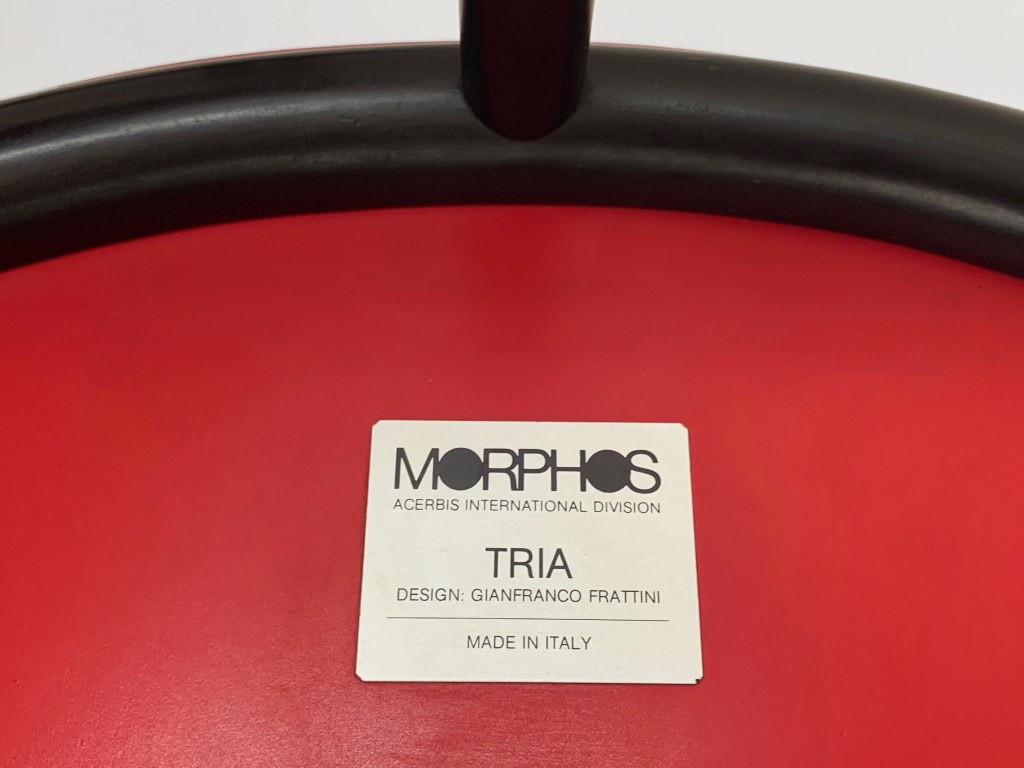 MORPHOS
ACERBIS INTERNATIONAL DIVISION
TRIA
DESIGN: GIANFRANCO FRATTINI
MADE IN ITALY